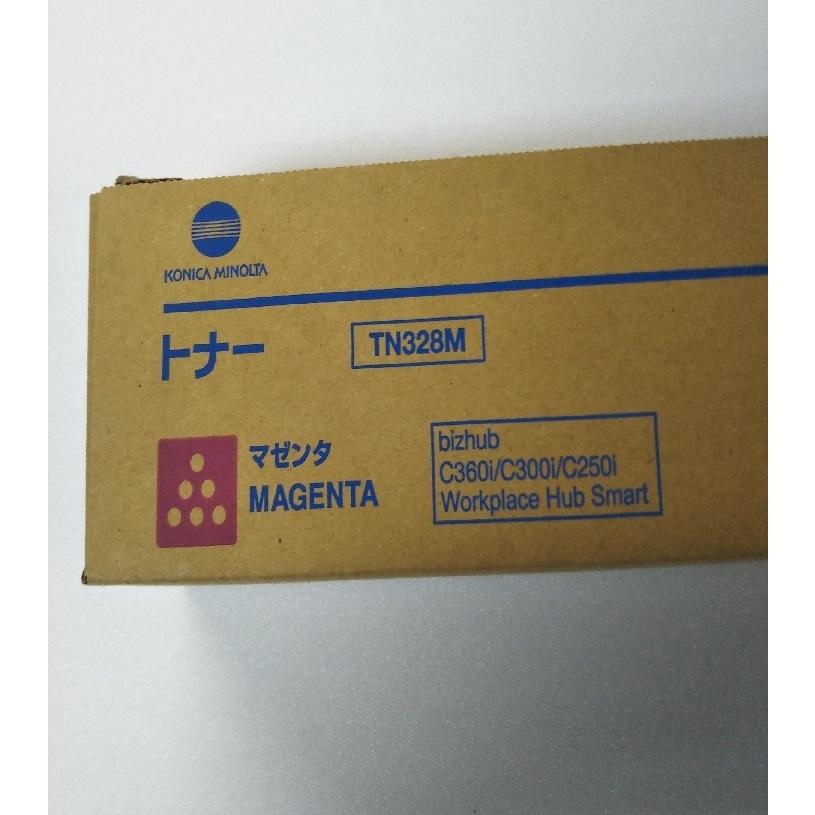 KONICA MINOLTA
トナー
TN328M
マゼンタ
MAGENTA
bizhub
C360i/C300i/C250i
Workplace Hub Smart